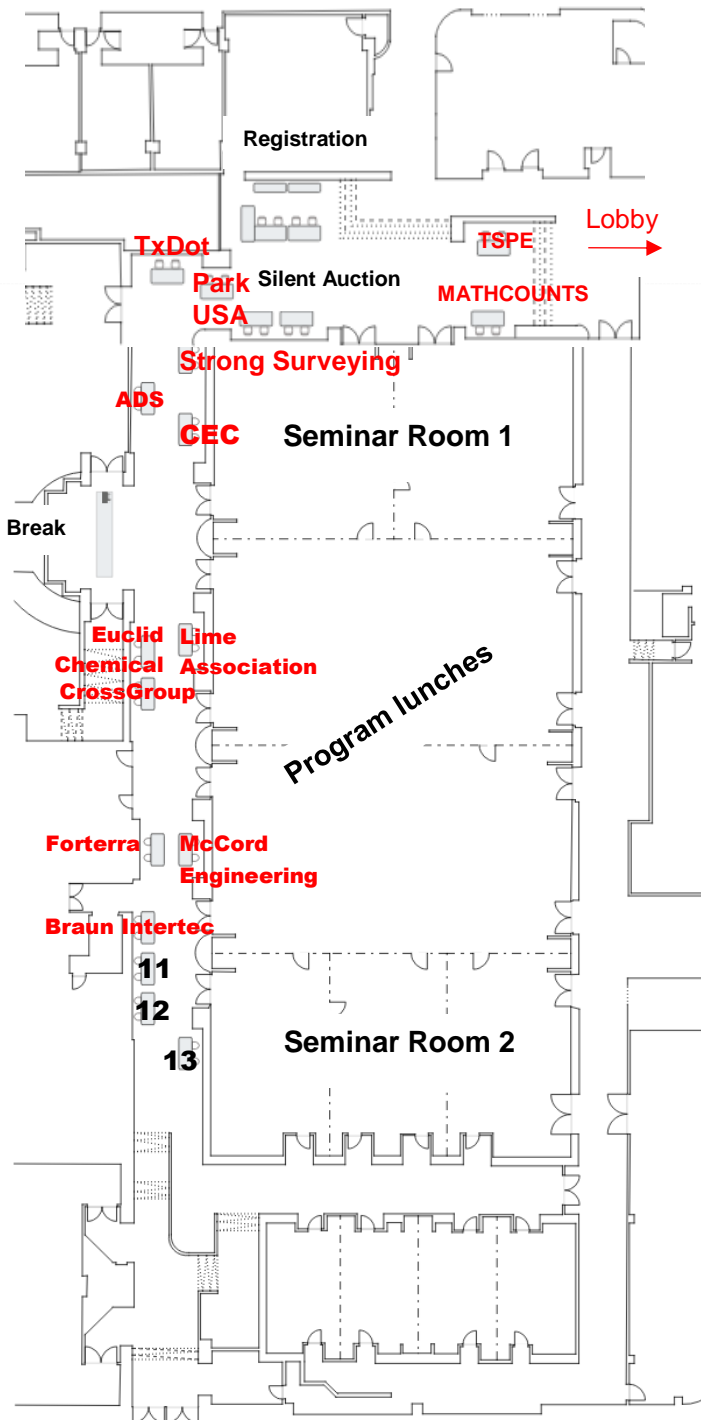 Registration
Lobby
TxDot
TSPE
Silent Auction
Park
USA
MATHCOUNTS
Strong Surveying
ADS
CEC
Seminar Room 1
Break
Euclid
Chemical
Lime
Association
CrossGroup
Program lunches
Forterra
McCord
Engineering
Braun Intertec
11
12
13
Seminar Room 2